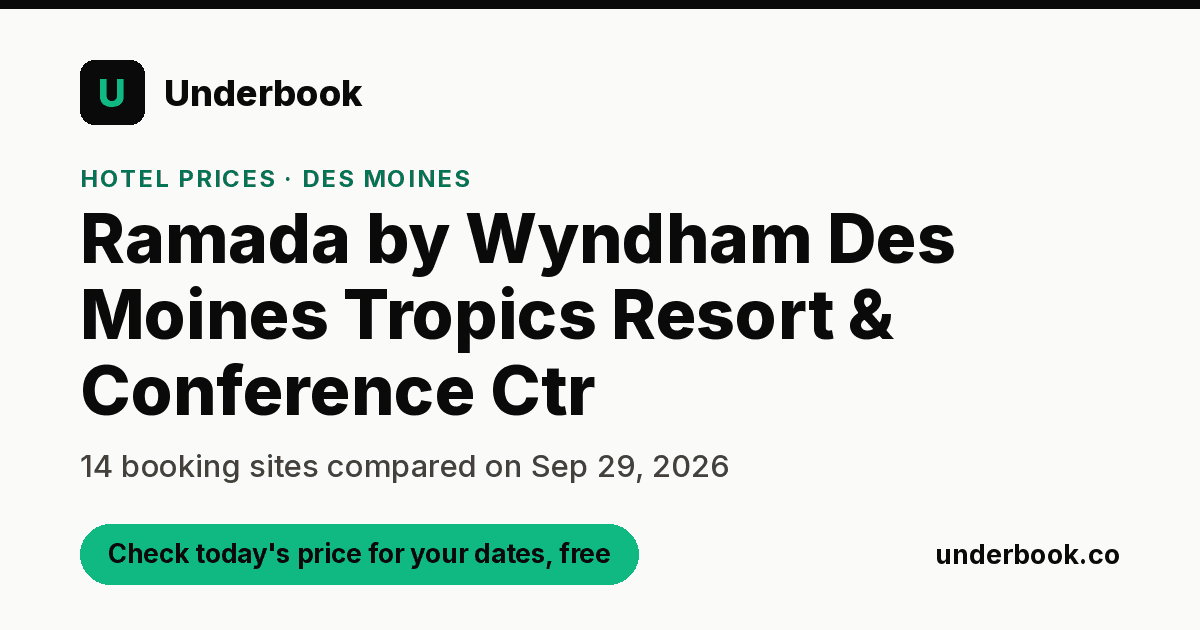 U Underbook
HOTEL PRICES · DES MOINES
Ramada by Wyndham Des
Moines Tropics Resort &
Conference Ctr
14 booking sites compared on Sep 29, 2026
Check today's price for your dates, free
underbook.co